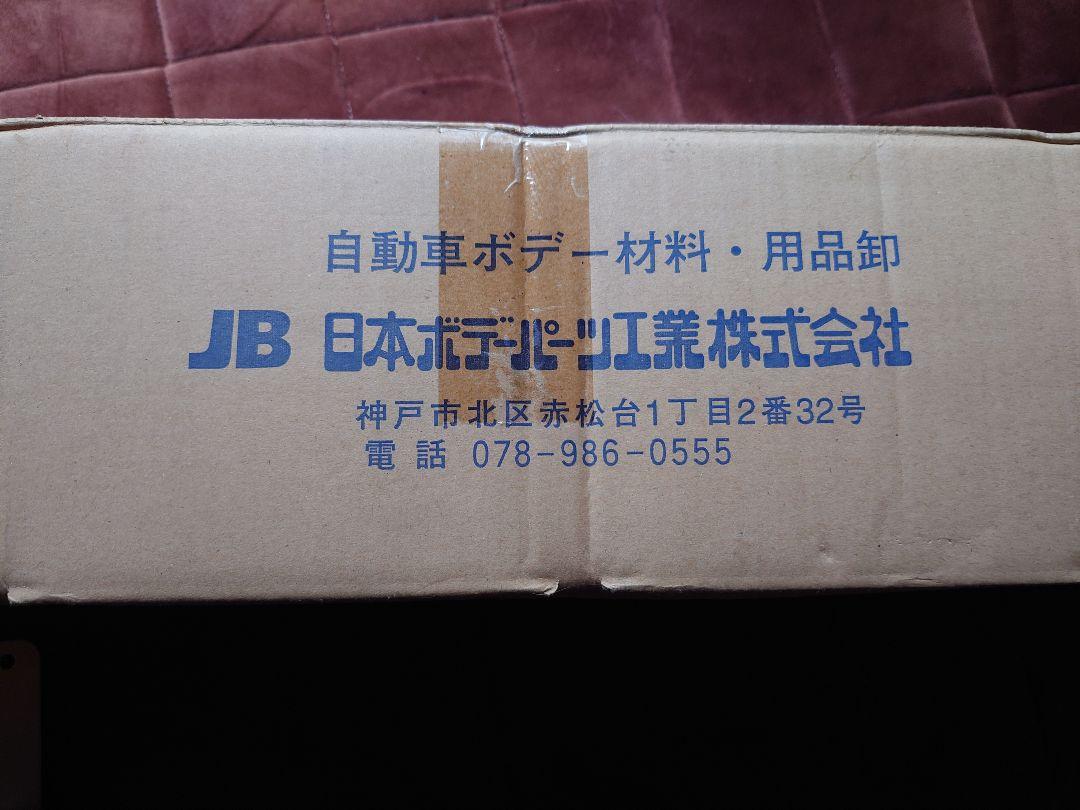 自動車ボデー材料・用品卸
JB 日本ボデーパーツ工業株式会社
神戸市北区赤松台1丁目2番32号
電話 078-986-0555